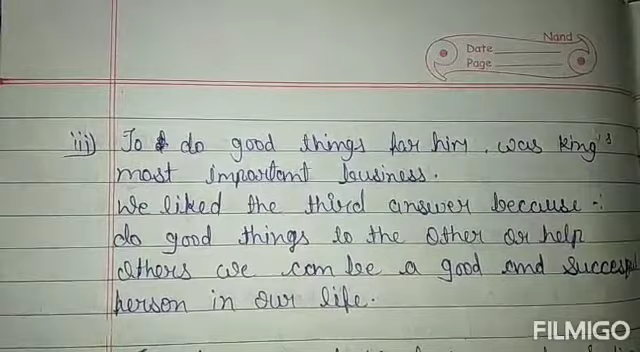 Nand
Date
Page
iii) To do good things for him, was king's
most important business.
We liked the third answer because :
do good things to the other or help
others we can be a good and successful
person in our life.
FILMIGO